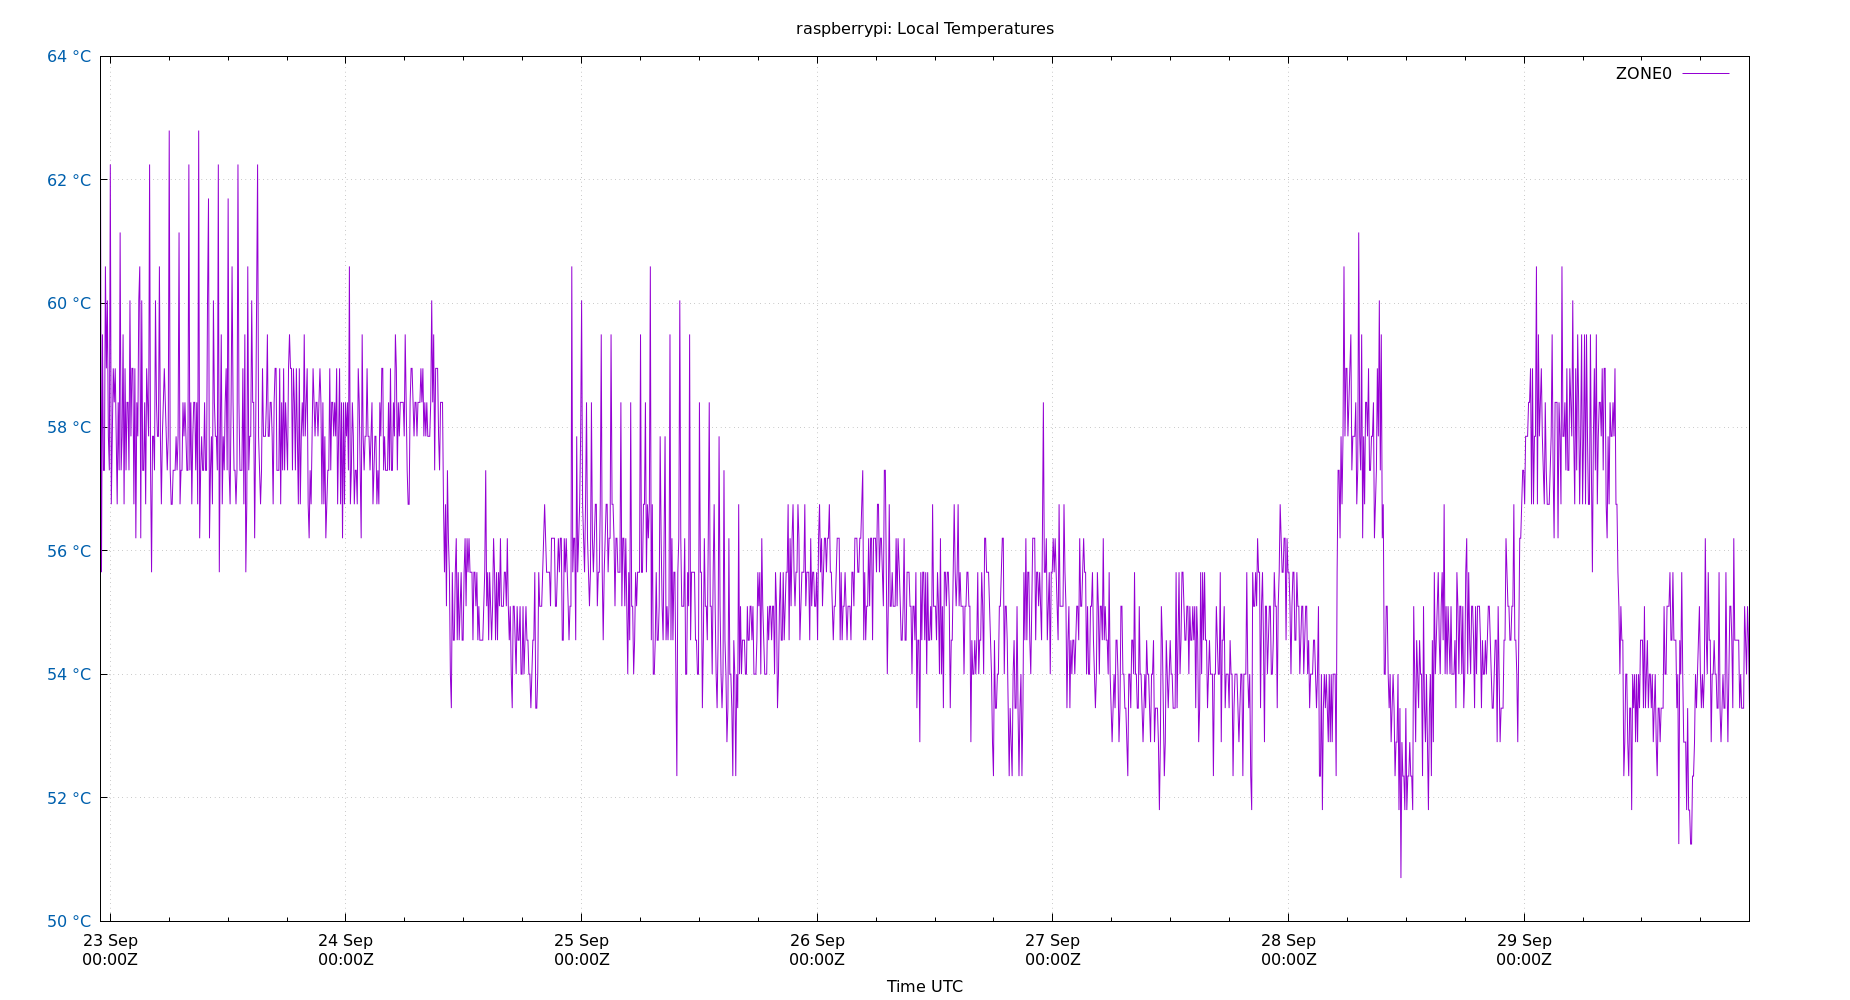 raspberrypi: Local Temperatures
64 °C
ZONE0
62 °C
60 °C
58 °C
56 °C
54 °C
52 °C
50 °C
23 Sep 24 Sep 25 Sep 26 Sep 27 Sep 28 Sep 29 Sep
00:00Z 00:00Z 00:00Z 00:00Z 00:00Z 00:00Z 00:00Z
Time UTC